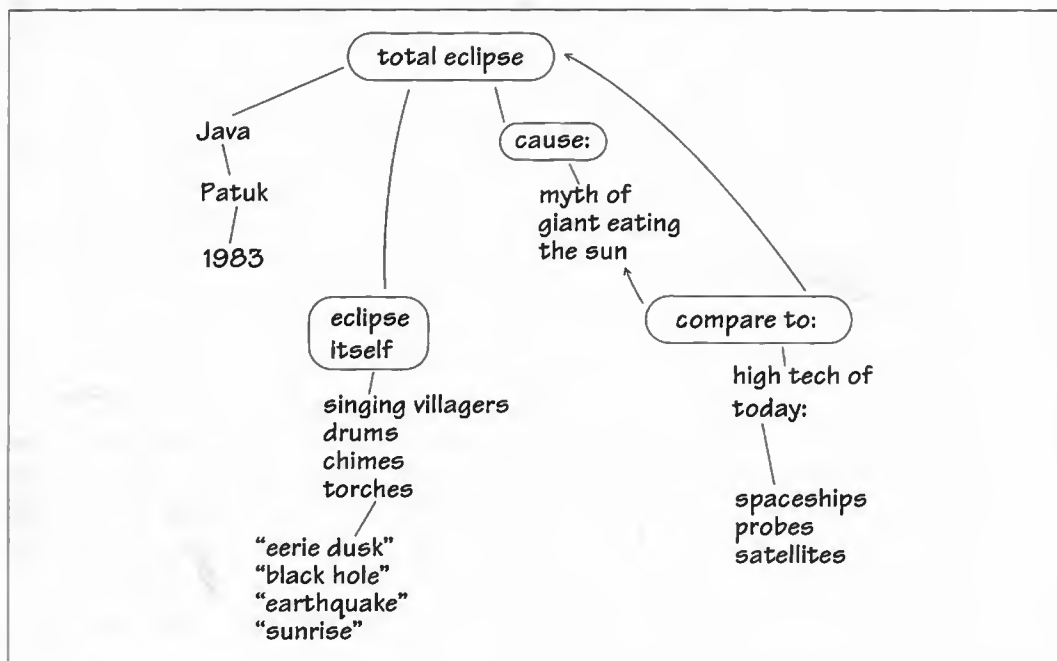 total eclipse
Java
Patuk
1983
eclipse
itself
singing villagers
drums
chimes
torches
“eerie dusk”
“black hole”
“earthquake”
“sunrise”
cause:
myth of
giant eating
the sun
compare to:
high tech of
today:
spaceships
probes
satellites